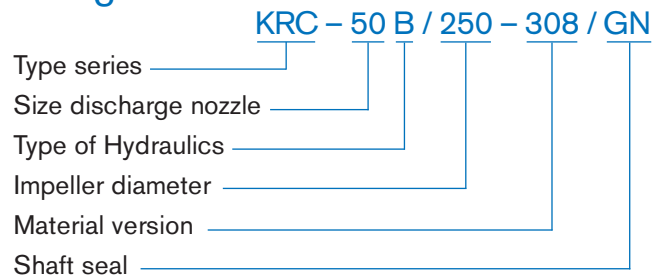 KRC – 50 B / 250 – 308 / GN
Type series
Size discharge nozzle
Type of Hydraulics
Impeller diameter
Material version
Shaft seal